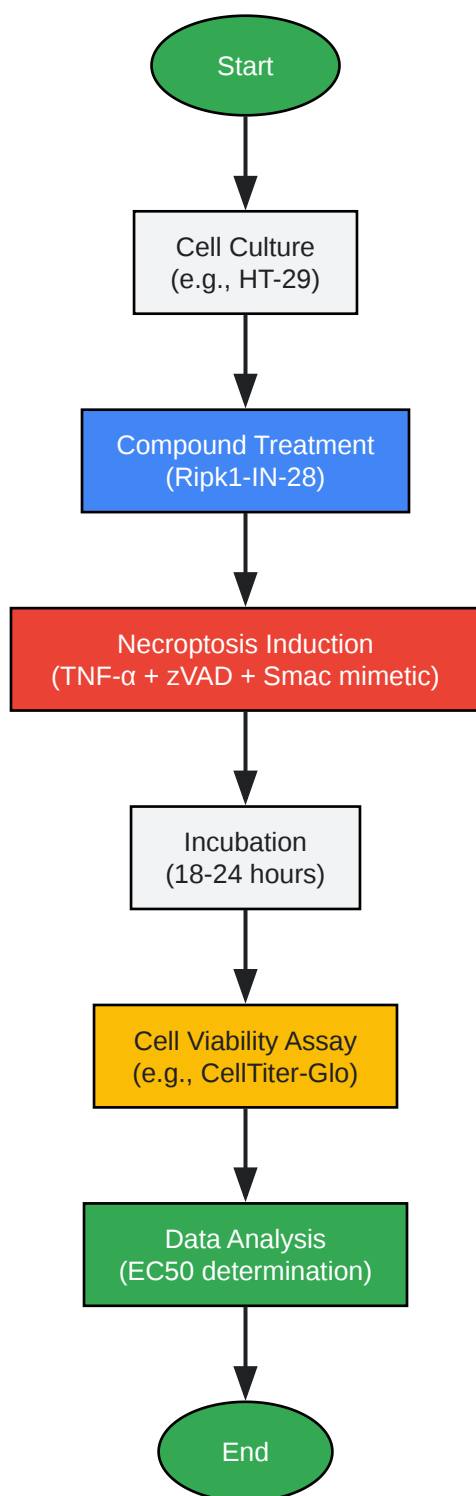 Start
Cell Culture
(e.g., HT-29)
Compound Treatment
(Ripk1-IN-28)
Necroptosis Induction
(TNF-α + zVAD + Smac mimetic)
Incubation
(18-24 hours)
Cell Viability Assay
(e.g., CellTiter-Glo)
Data Analysis
(EC50 determination)
End